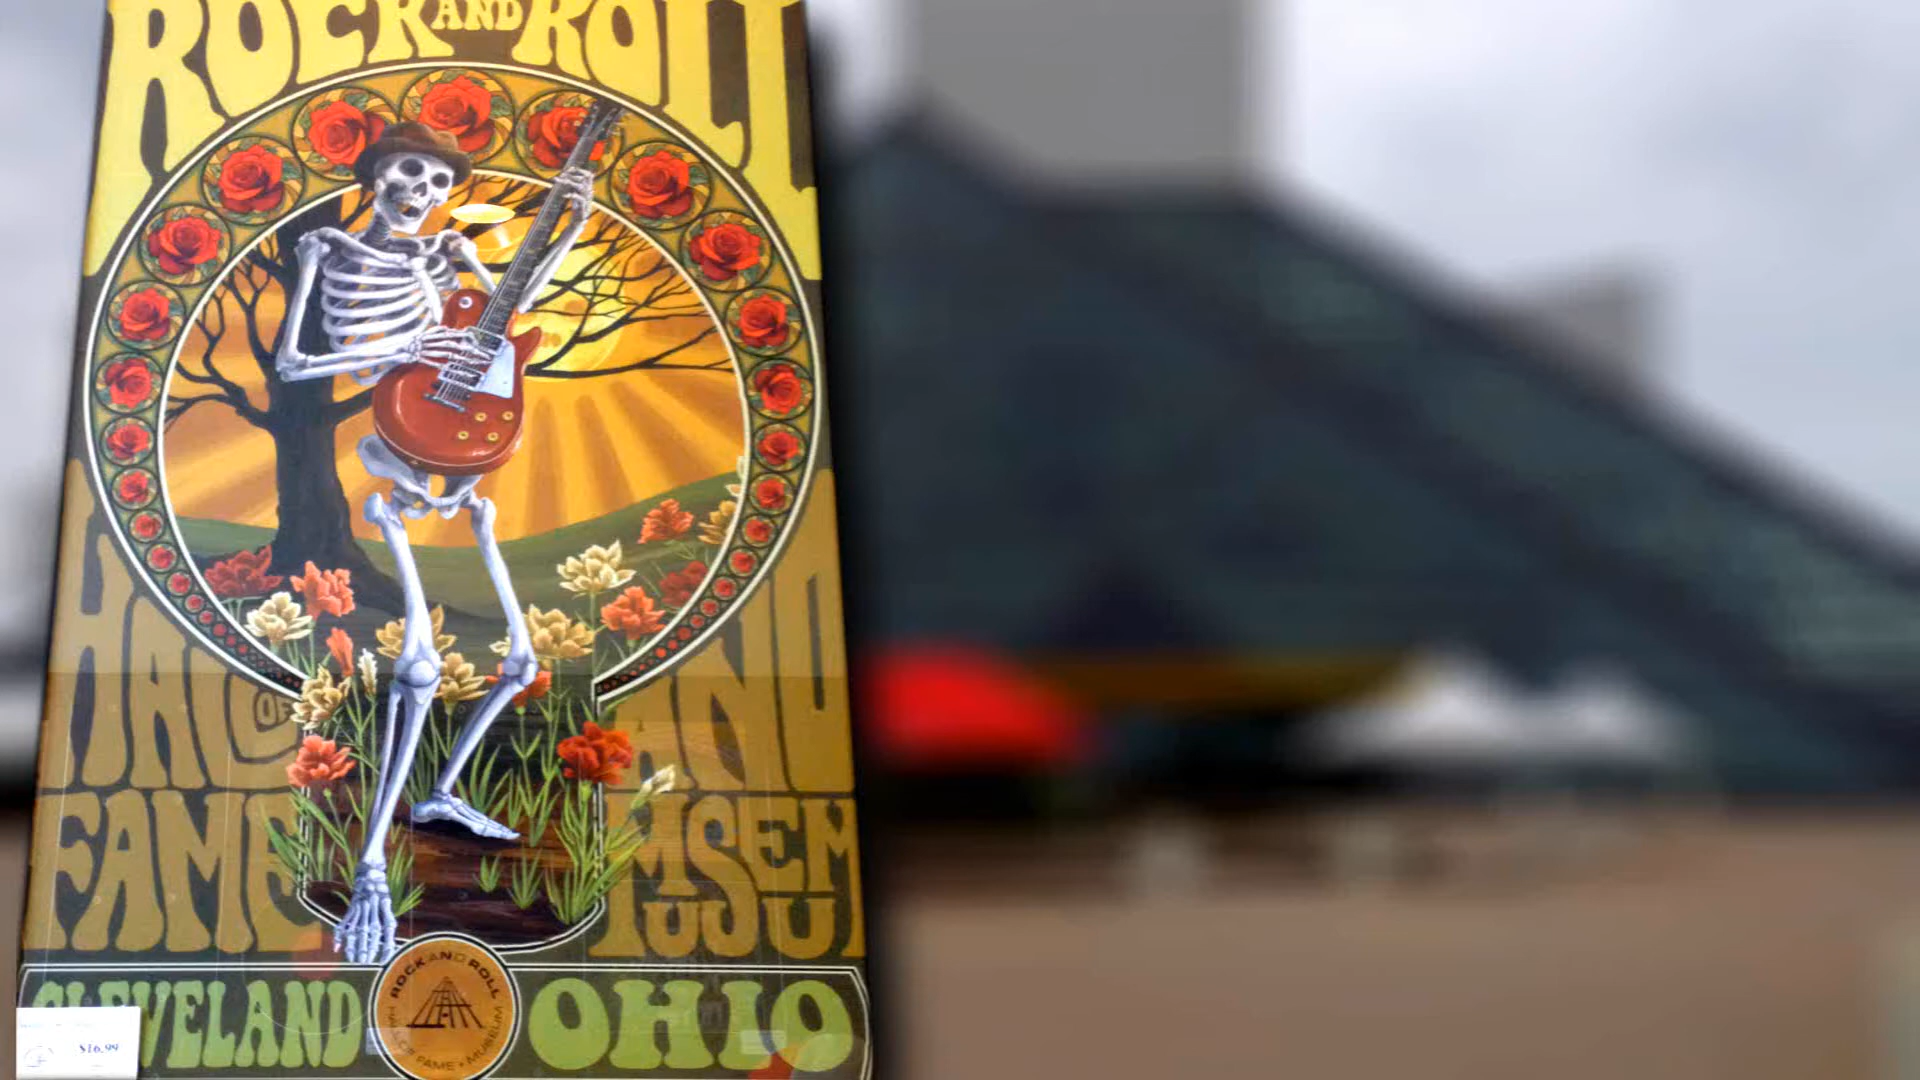 ROCK AND ROLL
HALL OF
FAME
AND
MUSEUM
CLEVELAND
OHIO
ROCK AND ROLL
HALL OF FAME • MUSEUM
$16.99